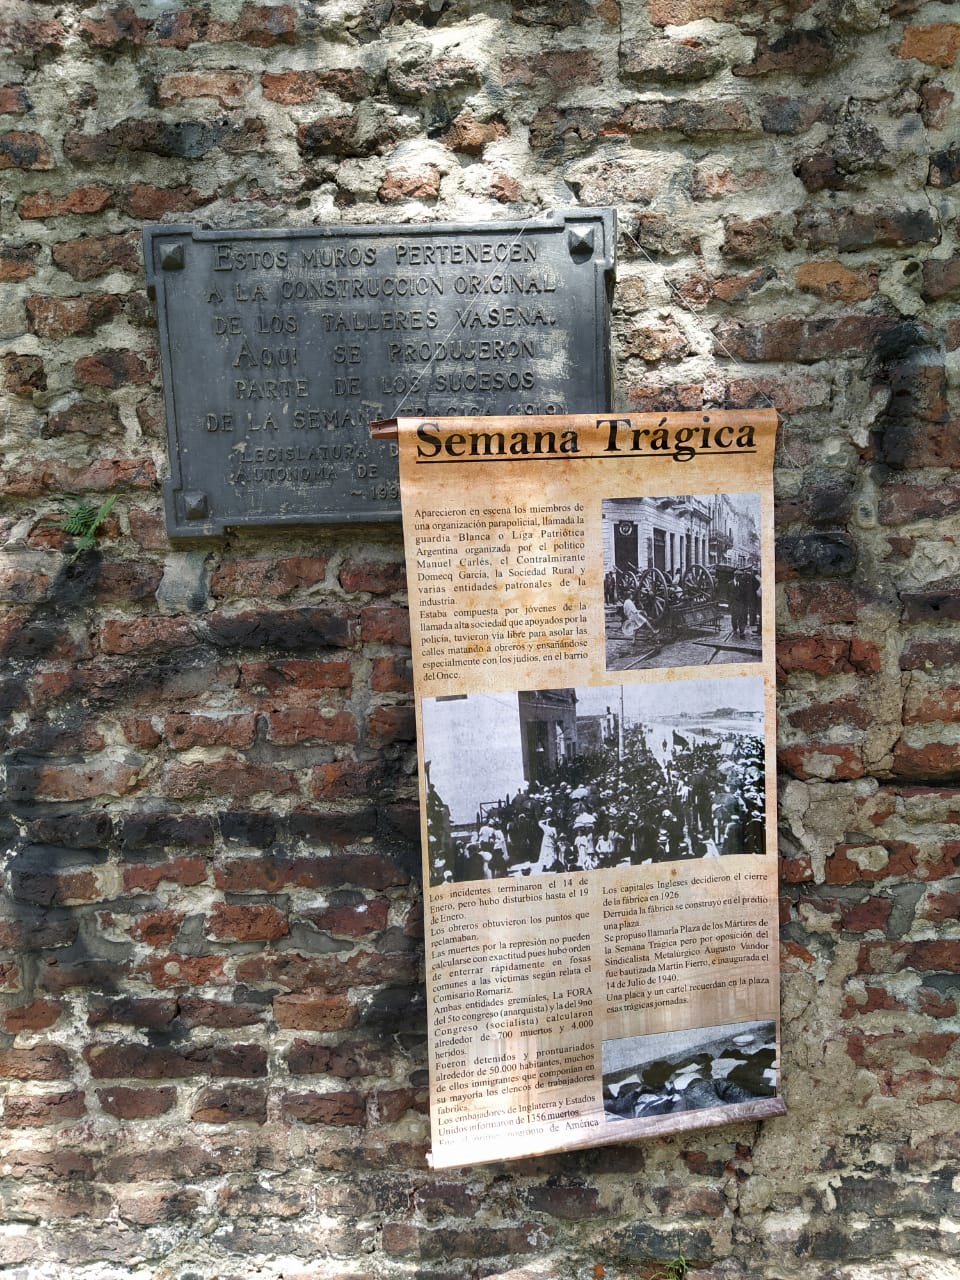 ESTOS MUROS PERTENECEN
A LA CONSTRUCCION ORIGINAL
DE LOS TALLERES VASENA.
AQUI SE PRODUJERON
PARTE DE LOS SUCESOS
DE LA SEMANA
LEGISLATURA
AUTONOMA DE
Semana Trágica
Aparecieron en escena los miembros de
una organización parapolicial, llamada la
guardia Blanca o Liga Patriótica
Argentina organizada por el político
Manuel Carlés, el Contralmirante
Domecq García, la Sociedad Rural y
varias entidades patronales de la
industria.
Estaba compuesta por jóvenes de la
llamada alta sociedad que apoyados por la
policía, tuvieron vía libre para asolar las
calles matando a obreros y ensañándose
especialmente con los judíos, en el barrio
del Once.
Los incidentes terminaron el 14 de
Enero, pero hubo disturbios hasta el 19
de Enero.
Los obreros obtuvieron los puntos que
reclamaban.
Las muertes por la represión no pueden
calcularse con exactitud pues hubo orden
de enterrar rápidamente en fosas
comunes a las víctimas según relata el
Comisario Romariz.
Ambas entidades gremiales, La FORA
del 5to congreso (anarquista) y la del 9no
Congreso (socialista) calcularon
alrededor de 700 muertos y 4.000
heridos.
Fueron detenidos y prontuariados
alrededor de 50.000 habitantes, muchos
de ellos inmigrantes que componían en
su mayoría los elencos de trabajadores
fabriles.
Los embajadores de Inglaterra y Estados
Unidos informaron de 1356 muertos.
pogromo de América
Los capitales Ingleses decidieron el cierre
de la fábrica en 1926
Derruida la fábrica se construyó en el predio
una plaza.
Se propuso llamarla Plaza de los Mártires de
la Semana Trágica pero por oposición del
Sindicalista Metalúrgico Augusto Vandor
fue bautizada Martín Fierro, e inaugurada el
14 de Julio de 1940.
Una placa y un cartel recuerdan en la plaza
esas trágicas jornadas.